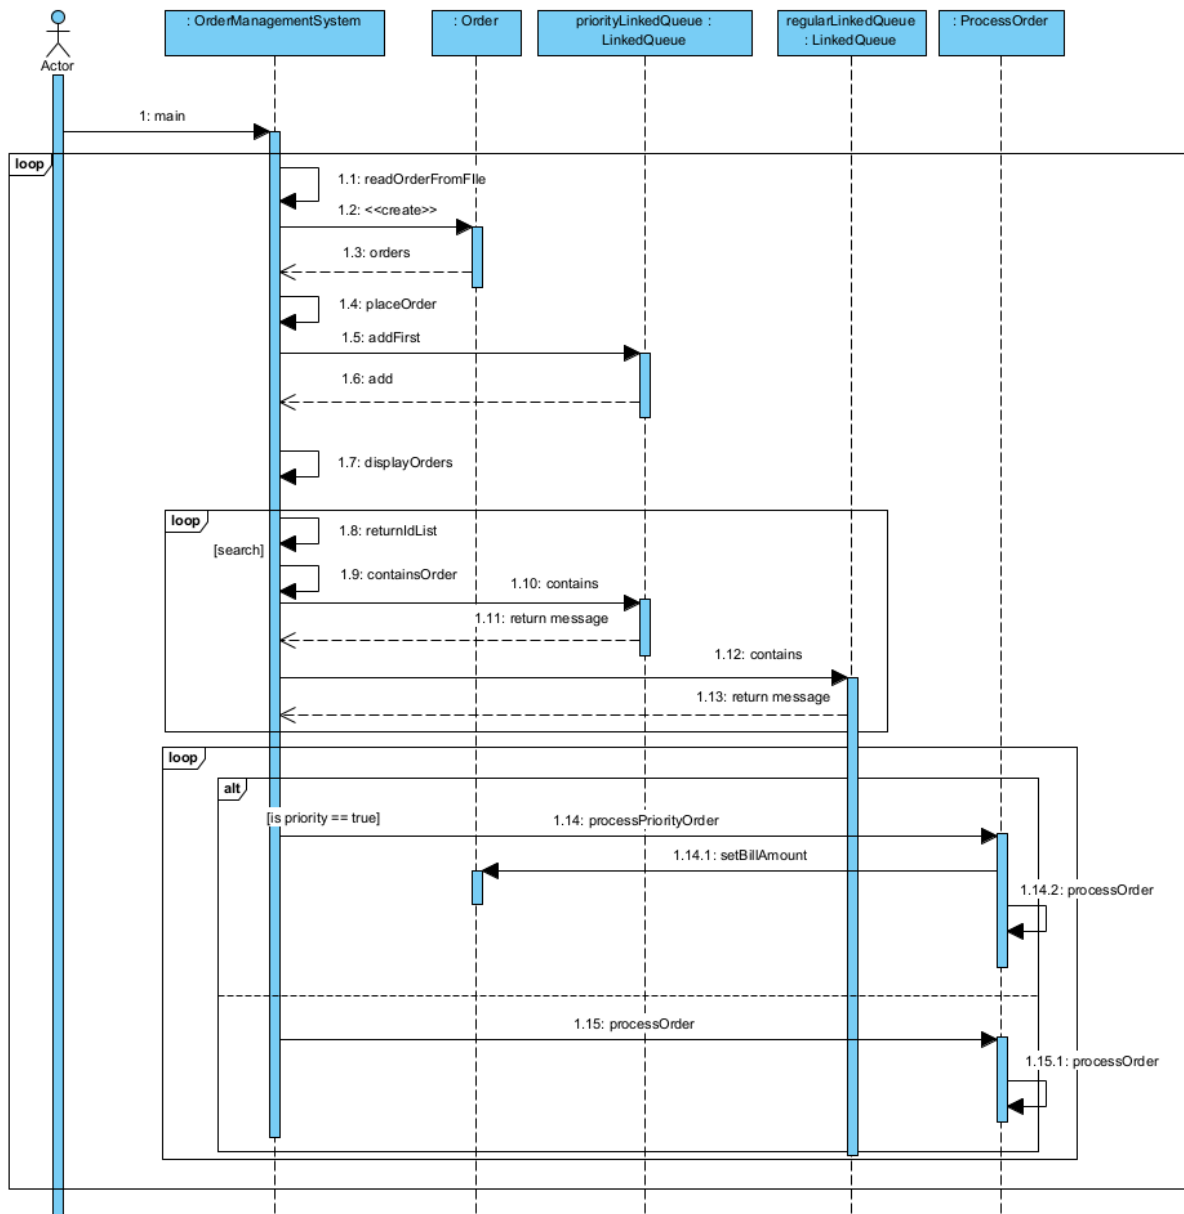 : OrderManagementSystem
: Order
priorityLinkedQueue :
LinkedQueue
regularLinkedQueue
: LinkedQueue
: ProcessOrder
Actor
1: main
loop
1.1: readOrderFromFIle
1.2: <<create>>
1.3: orders
1.4: placeOrder
1.5: addFirst
1.6: add
1.7: displayOrders
loop
[search]
1.8: returnIdList
1.9: containsOrder
1.10: contains
1.11: return message
1.12: contains
1.13: return message
loop
alt
[is priority == true]
1.14: processPriorityOrder
1.14.1: setBillAmount
1.14.2: processOrder
1.15: processOrder
1.15.1: processOrder